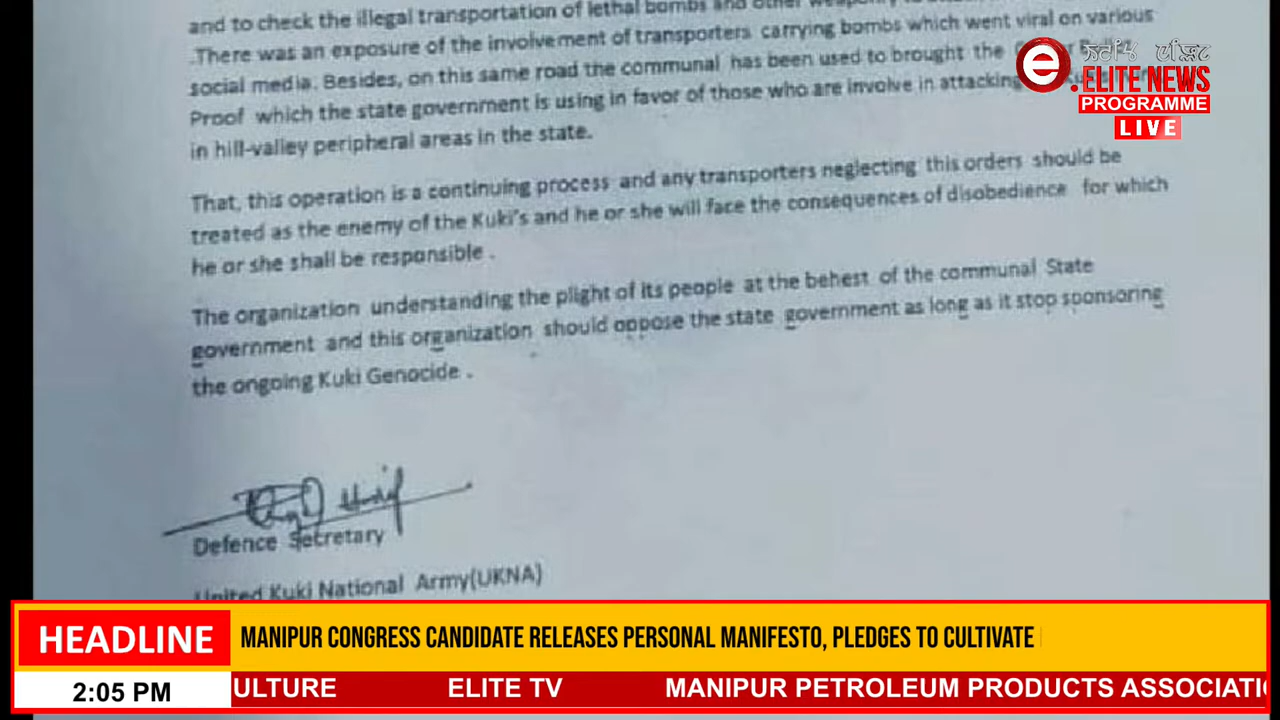 and to check the illegal transportation of lethal bombs and other
.There was an exposure of the involvement of transporters carrying bombs which went viral on various
social media. Besides, on this same road the communal has been used to brought the
Proof which the state government is using in favor of those who are involve in attacking
in hill-valley peripheral areas in the state.
That, this operation is a continuing process and any transporters neglecting this orders should be
treated as the enemy of the Kuki's and he or she will face the consequences of disobedience for which
he or she shall be responsible .
The organization understanding the plight of its people at the behest of the communal State
government and this organization should oppose the state government as long as it stop sponsoring
the ongoing Kuki Genocide .
Defence Secretary
United Kuki National Army(UKNA)
e.
ELITE NEWS
PROGRAMME
LIVE
HEADLINE
MANIPUR CONGRESS CANDIDATE RELEASES PERSONAL MANIFESTO, PLEDGES TO CULTIVATE
2:05 PM
ULTURE ELITE TV MANIPUR PETROLEUM PRODUCTS ASSOCIATI